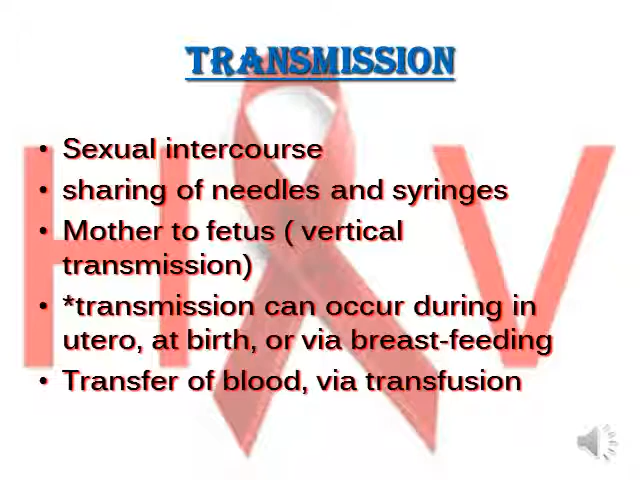 TRANSMISSION
• Sexual intercourse
• sharing of needles and syringes
• Mother to fetus ( vertical
transmission)
• *transmission can occur during in
utero, at birth, or via breast-feeding
• Transfer of blood, via transfusion
H V